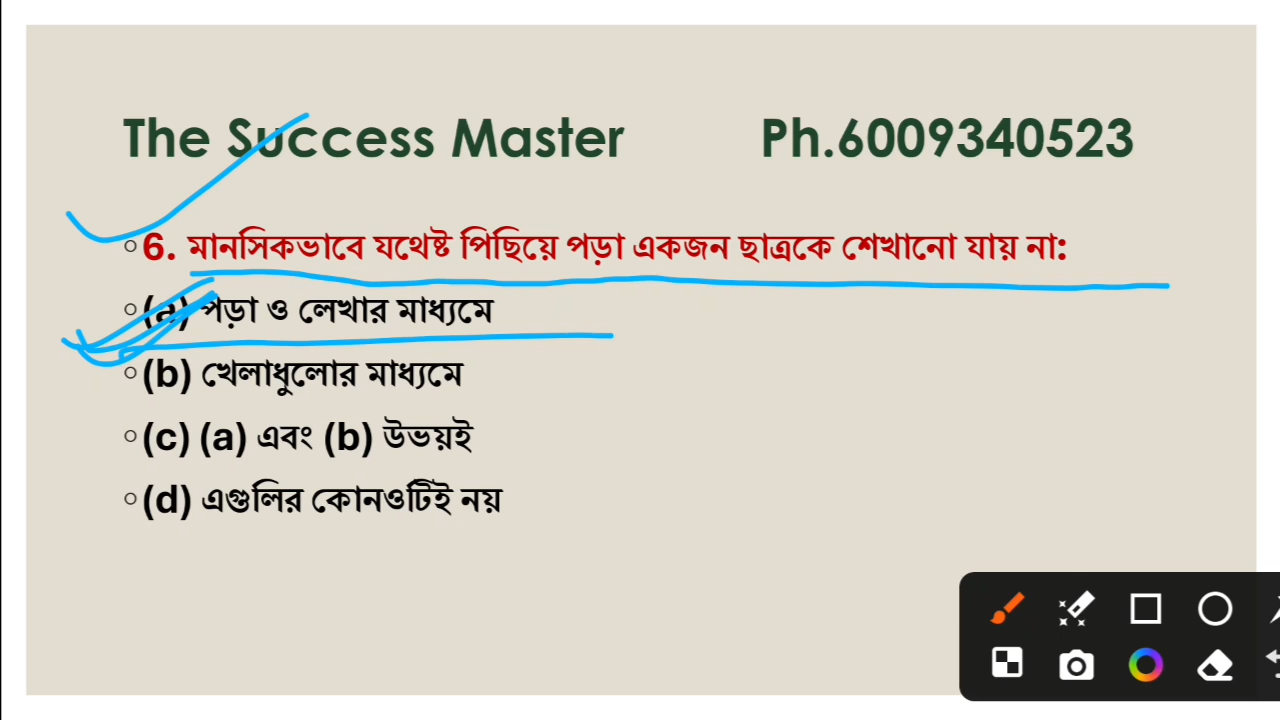 The Success Master Ph.6009340523
6. মানসিকভাবে যথেষ্ট পিছিয়ে পড়া একজন ছাত্রকে শেখানো যায় না:
(a) পড়া ও লেখার মাধ্যমে
(b) খেলাধুলোর মাধ্যমে
(c) (a) এবং (b) উভয়ই
(d) এগুলির কোনওটিই নয়